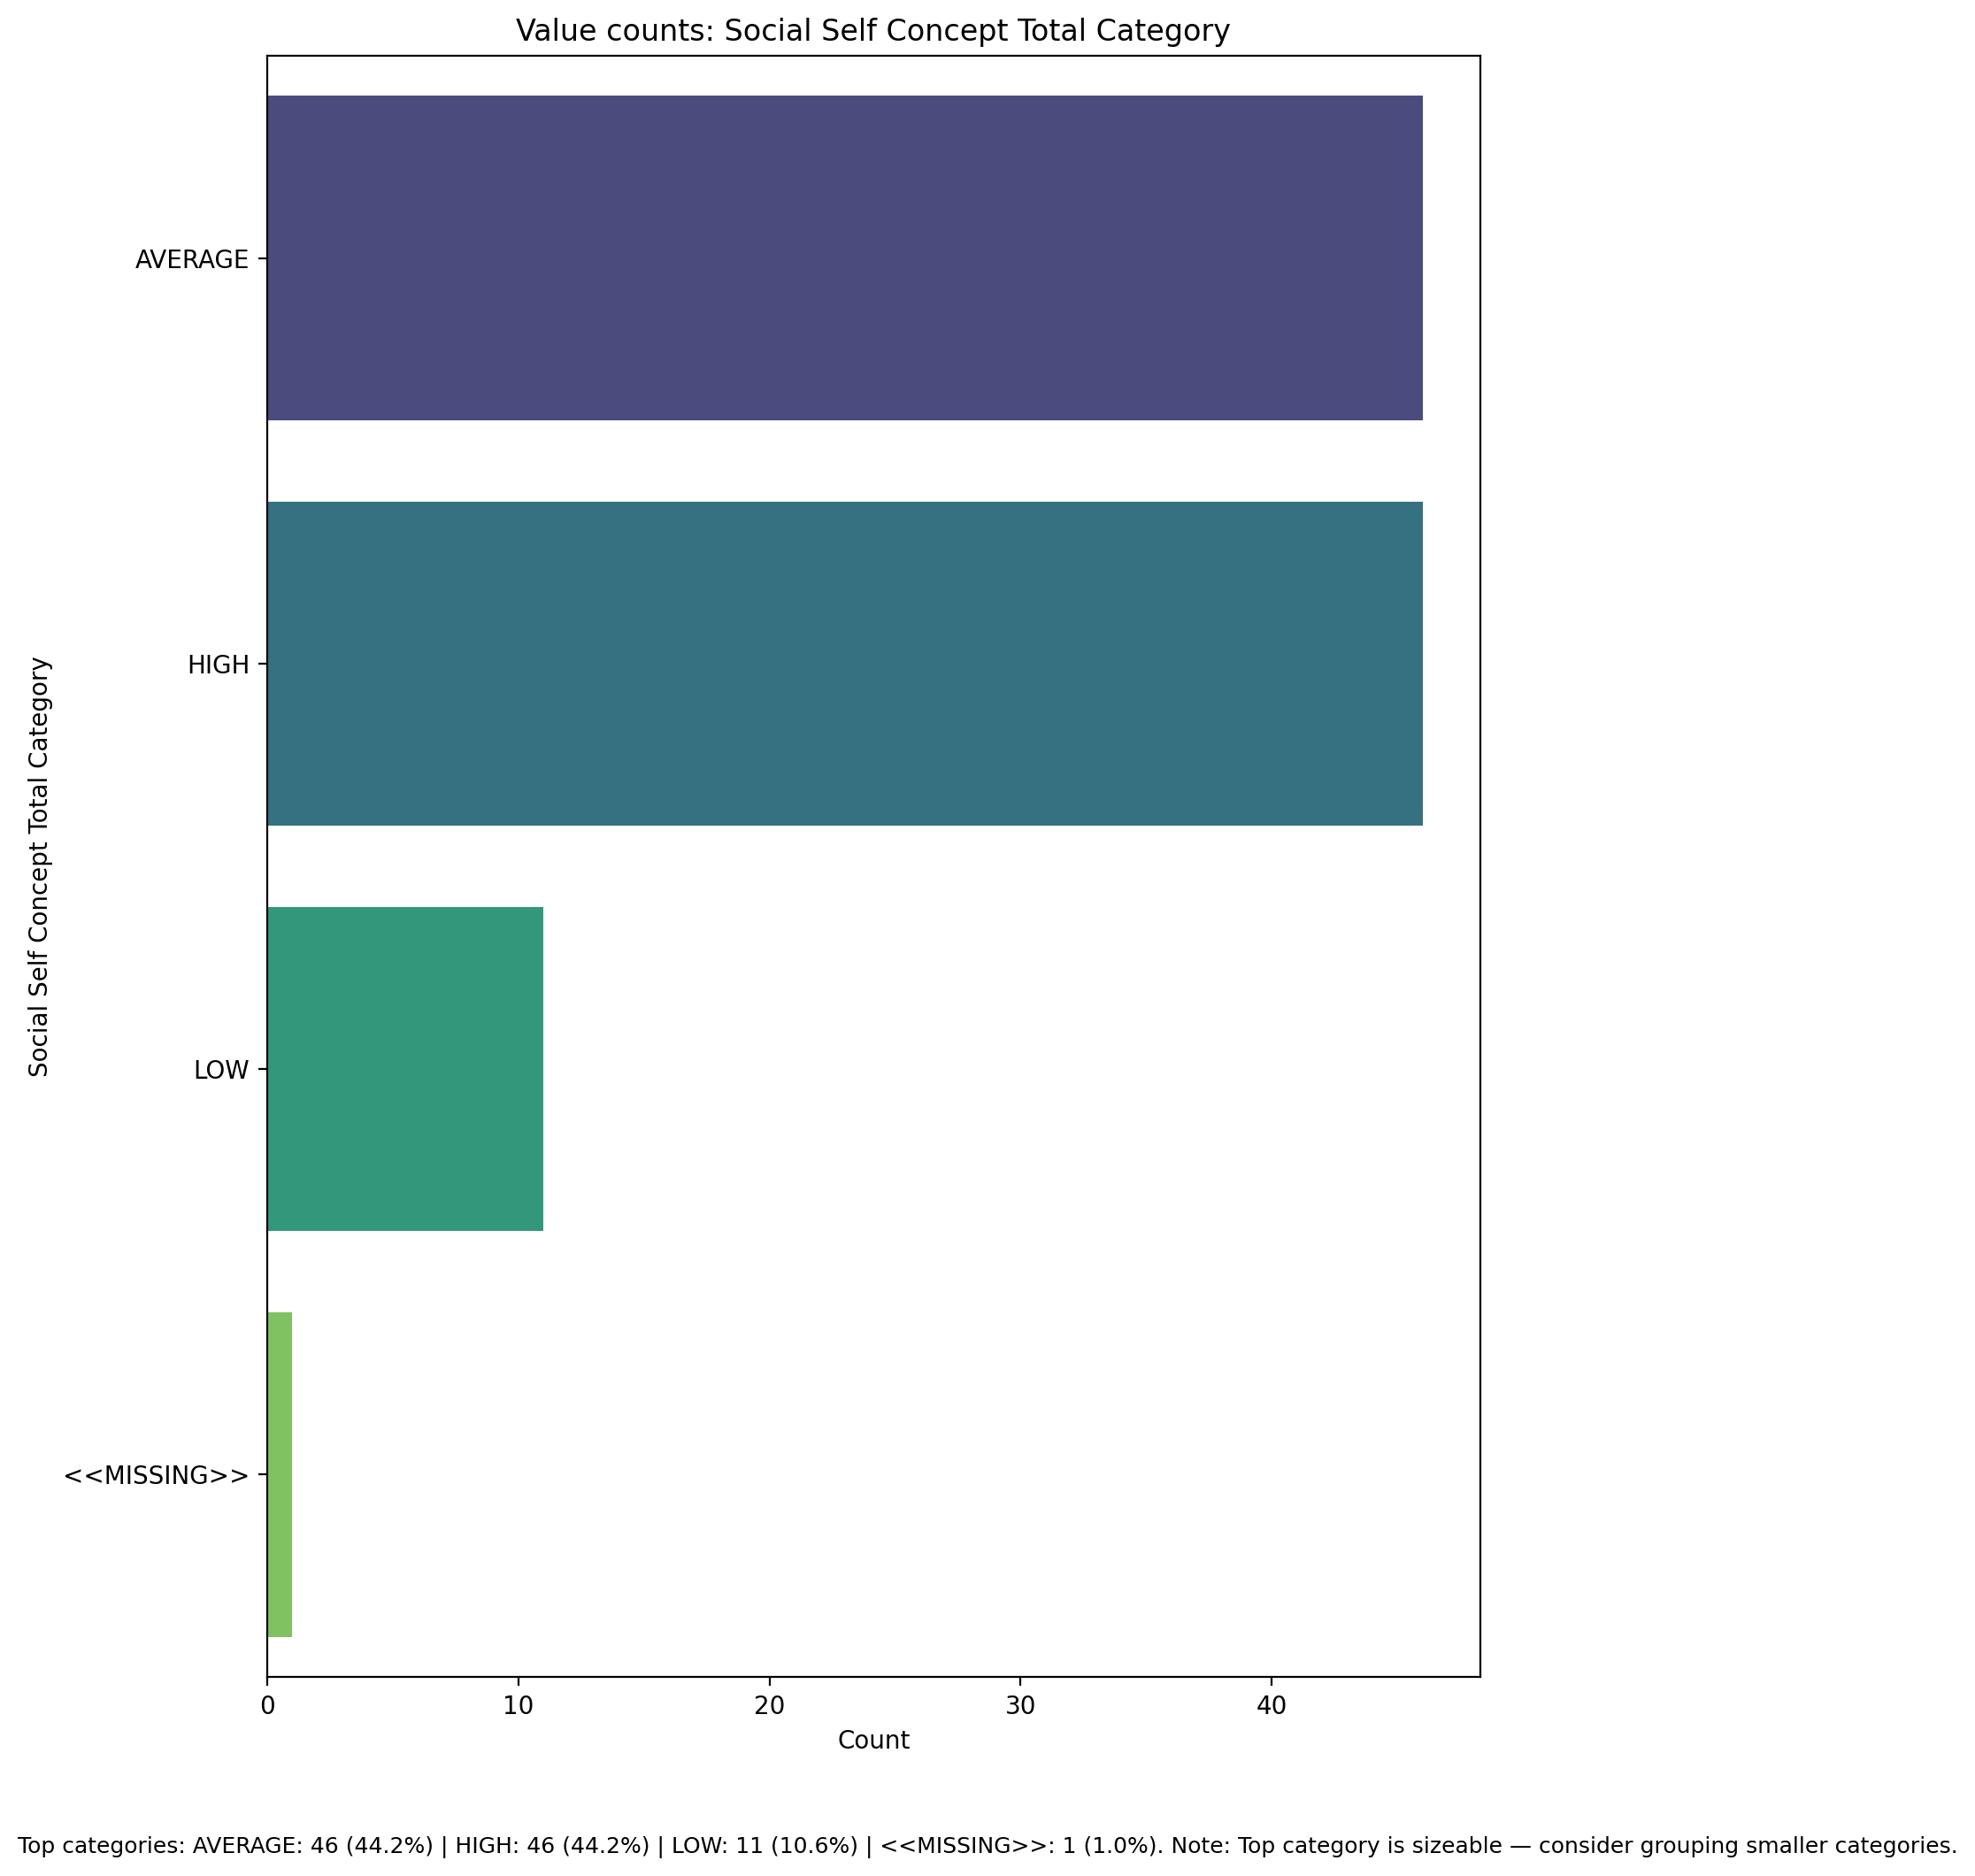 Value counts: Social Self Concept Total Category
Social Self Concept Total Category
AVERAGE
HIGH
LOW
<<MISSING>>
0 10 20 30 40
Count
Top categories: AVERAGE: 46 (44.2%) | HIGH: 46 (44.2%) | LOW: 11 (10.6%) | <<MISSING>>: 1 (1.0%). Note: Top category is sizeable — consider grouping smaller categories.